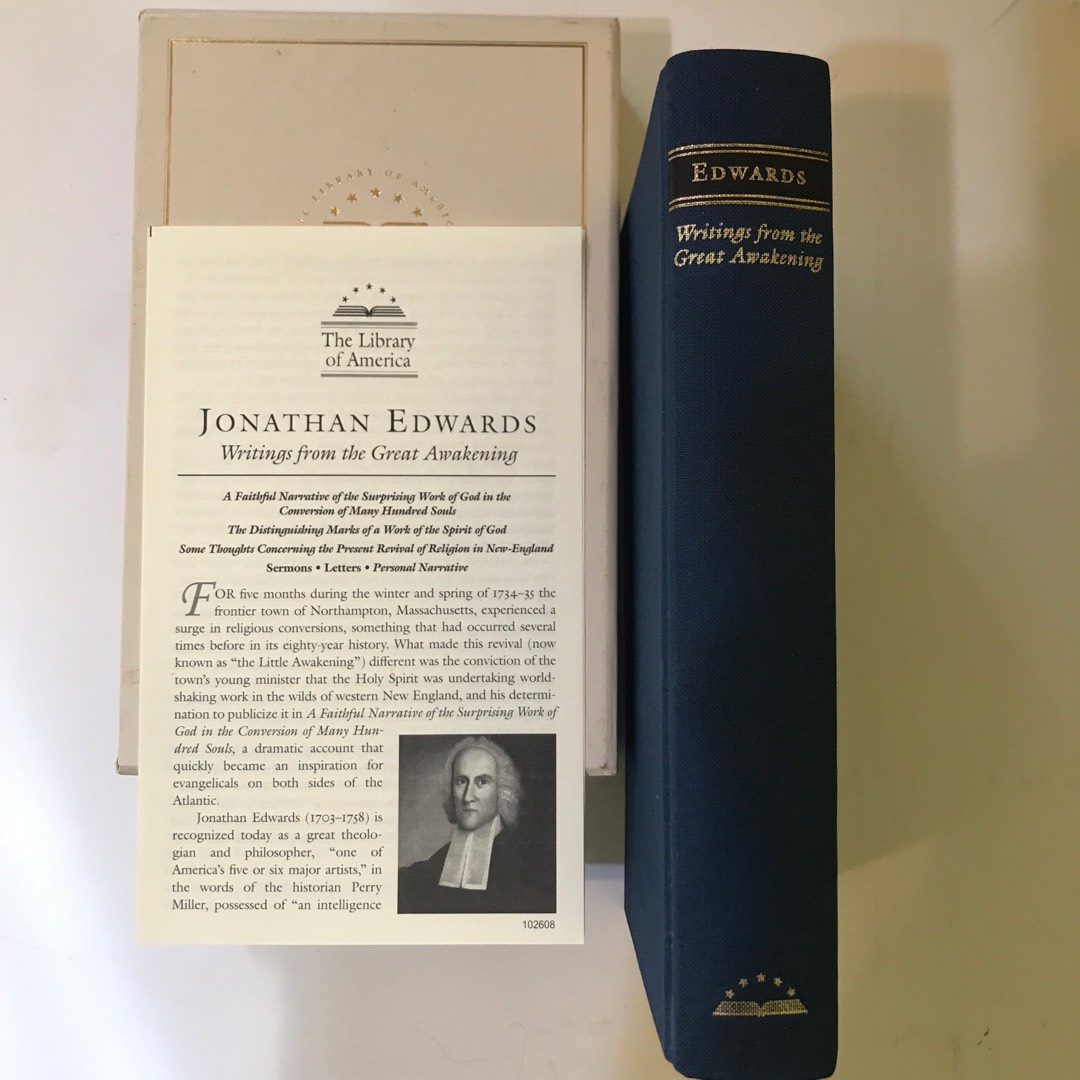 THE LIBRARY OF AMERIC
The Library
of America
JONATHAN EDWARDS
Writings from the Great Awakening
A Faithful Narrative of the Surprising Work of God in the
Conversion of Many Hundred Souls
The Distinguishing Marks of a Work of the Spirit of God
Some Thoughts Concerning the Present Revival of Religion in New-England
Sermons • Letters • Personal Narrative
FOR five months during the winter and spring of 1734–35 the
frontier town of Northampton, Massachusetts, experienced a
surge in religious conversions, something that had occurred several
times before in its eighty-year history. What made this revival (now
known as “the Little Awakening”) different was the conviction of the
town’s young minister that the Holy Spirit was undertaking world-
shaking work in the wilds of western New England, and his determi-
nation to publicize it in A Faithful Narrative of the Surprising Work of
God in the Conversion of Many Hun-
dred Souls, a dramatic account that
quickly became an inspiration for
evangelicals on both sides of the
Atlantic.
Jonathan Edwards (1703–1758) is
recognized today as a great theolo-
gian and philosopher, “one of
America’s five or six major artists,” in
the words of the historian Perry
Miller, possessed of “an intelligence
102608
EDWARDS
Writings from the
Great Awakening